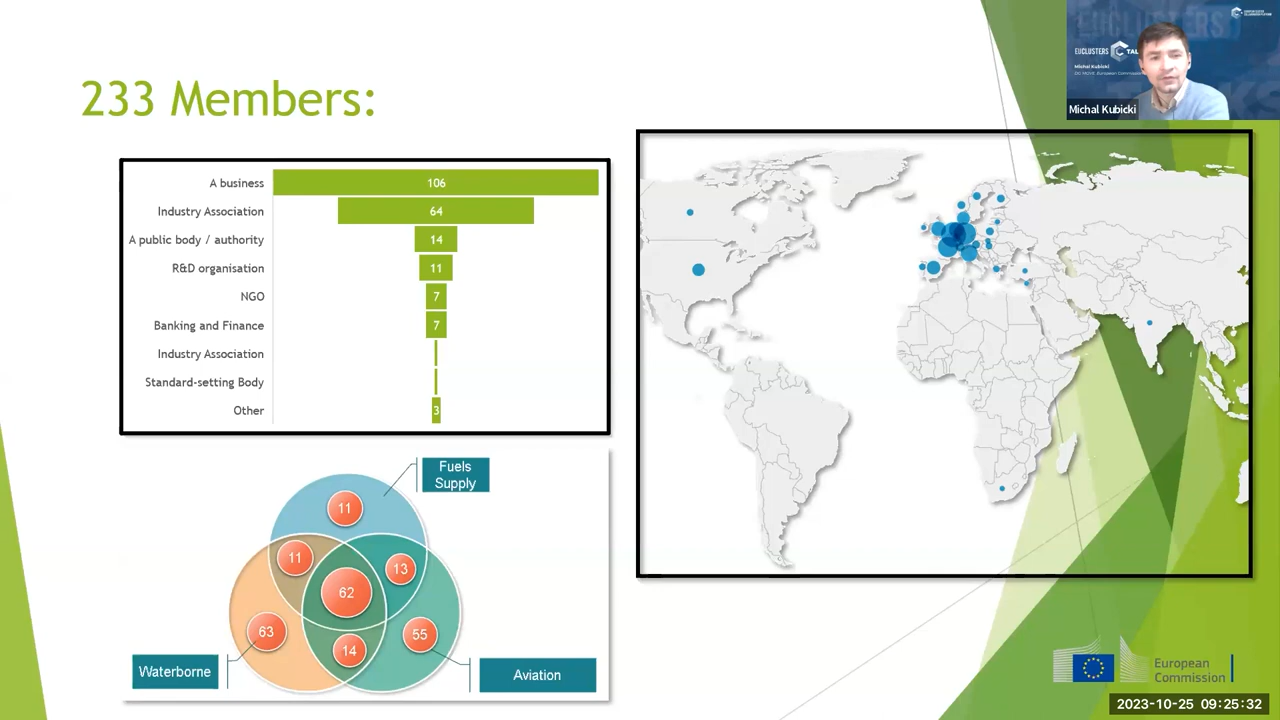 233 Members:
A business
106
Industry Association
64
A public body / authority
14
R&D organisation
11
NGO
7
Banking and Finance
7
Industry Association
Standard-setting Body
Other
3
Fuels
Supply
11
11
13
62
63
55
14
Waterborne
Aviation
EUCLUSTERS
EUCLUSTERS TAL
Michal Kubicki
DG MOVE, European Commission
Michal Kubicki
European
Commission
2023-10-25 09:25:32